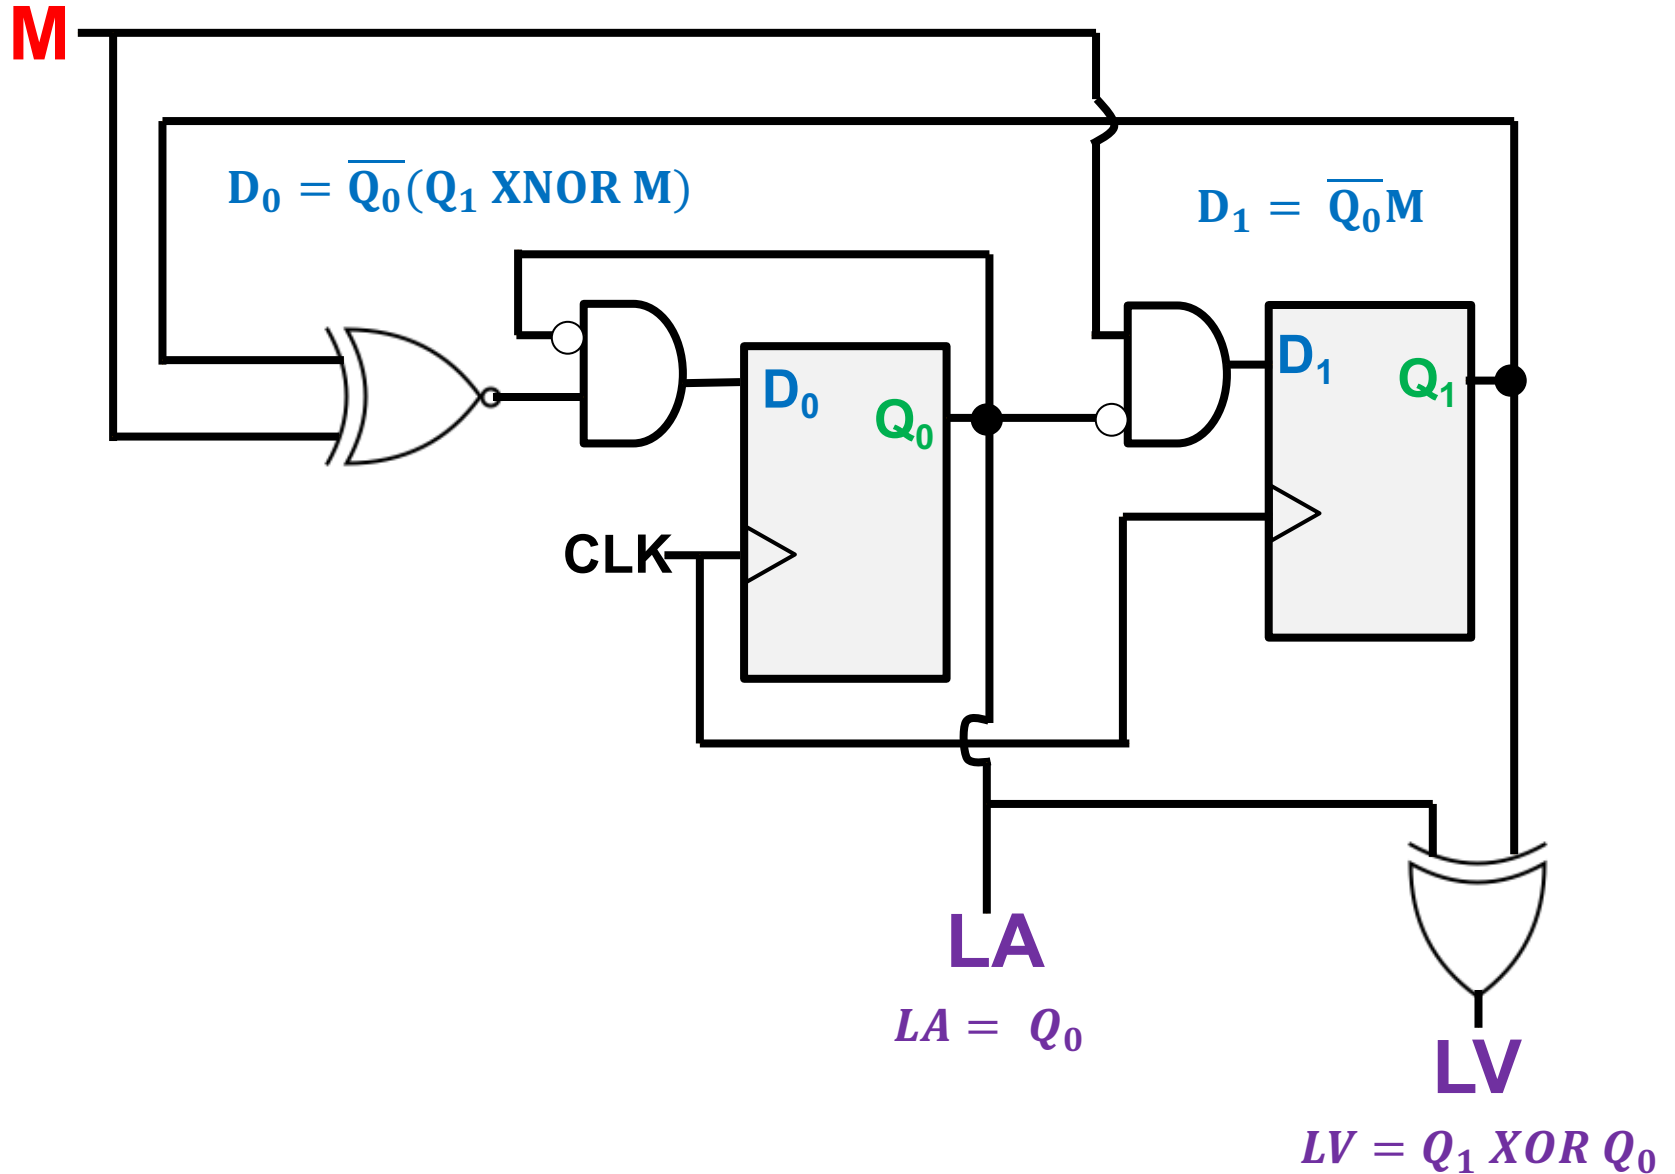 M
D₀ = Q̅₀(Q₁ XNOR M)
D₁ = Q̅₀M
D₀
Q₀
D₁
Q₁
CLK
LA
LA = Q₀
LV
LV = Q₁ XOR Q₀